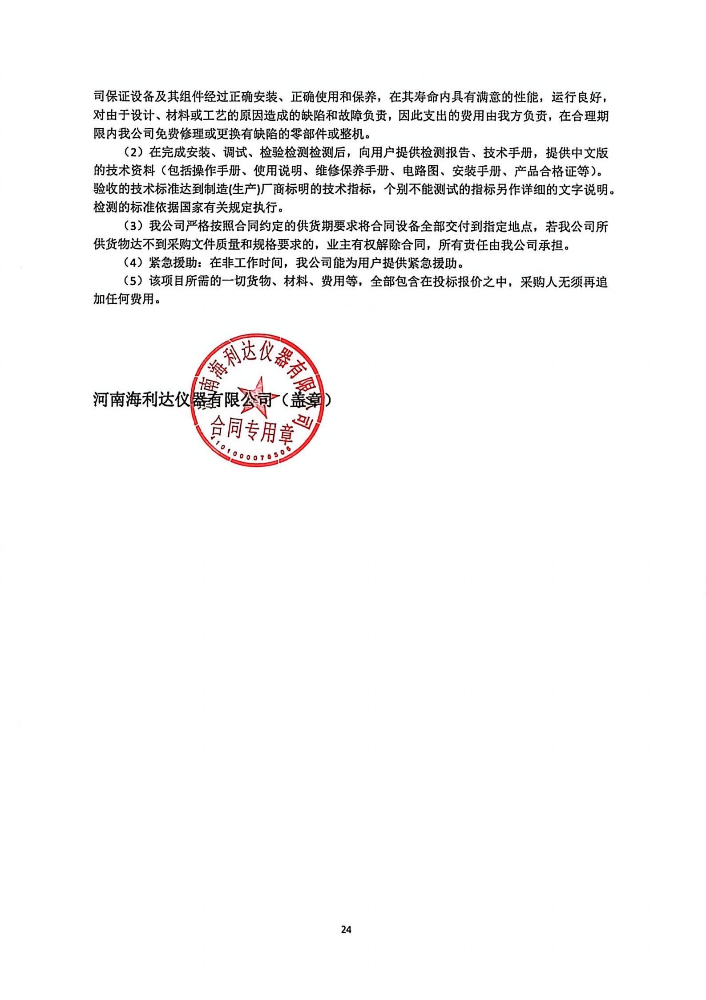 司保证设备及其组件经过正确安装、正确使用和保养，在其寿命内具有满意的性能，运行良好，
对由于设计、材料或工艺的原因造成的缺陷和故障负责，因此支出的费用由我方负责，在合理期
限内我公司免费修理或更换有缺陷的零部件或整机。
（2）在完成安装、调试、检验检测检测后，向用户提供检测报告、技术手册，提供中文版
的技术资料（包括操作手册、使用说明、维修保养手册、电路图、安装手册、产品合格证等）。
验收的技术标准达到制造(生产)厂商标明的技术指标，个别不能测试的指标另作详细的文字说明。
检测的标准依据国家有关规定执行。
（3）我公司严格按照合同约定的供货期要求将合同设备全部交付到指定地点，若我公司所
供货物达不到采购文件质量和规格要求的，业主有权解除合同，所有责任由我公司承担。
（4）紧急援助：在非工作时间，我公司能为用户提供紧急援助。
（5）该项目所需的一切货物、材料、费用等，全部包含在投标报价之中，采购人无须再追
加任何费用。
河南海利达仪器有限公司（盖章）
河南海利达仪器有限公司
合同专用章
24